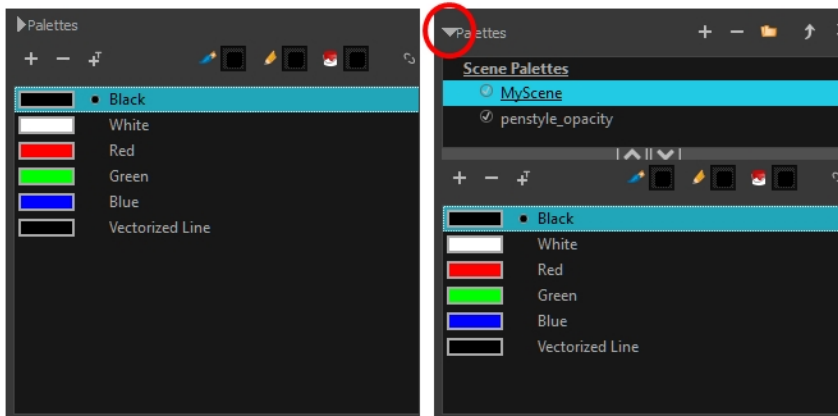 Palettes
Black
White
Red
Green
Blue
Vectorized Line
Palettes
Scene Palettes
MyScene
penstyle_opacity
Black
White
Red
Green
Blue
Vectorized Line